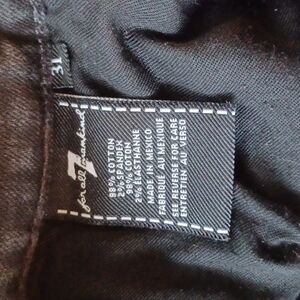 31
7
for all mankind
98% COTTON
2% SPANDEX
98% COTON
2% ELASTHANNE
MADE IN MEXICO
FABRIQUE AU MEXIQUE
SEE REVERSE FOR CARE
ENTRETIEN AU VERSO